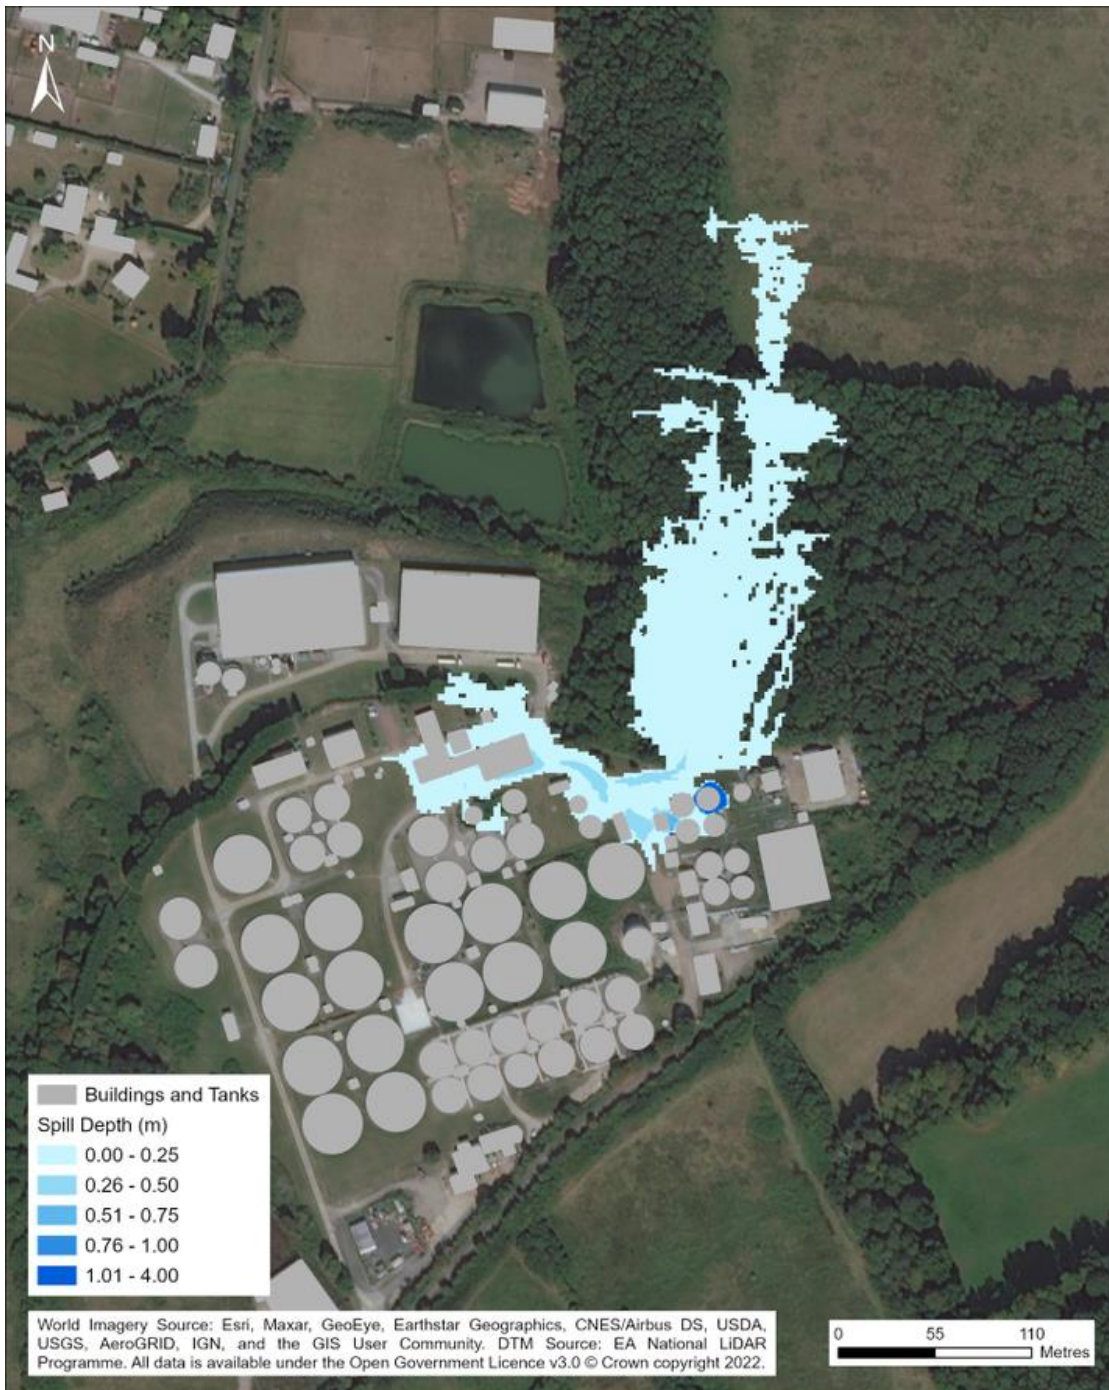 N
Buildings and Tanks
Spill Depth (m)
0.00 - 0.25
0.26 - 0.50
0.51 - 0.75
0.76 - 1.00
1.01 - 4.00
World Imagery Source: Esri, Maxar, GeoEye, Earthstar Geographics, CNES/Airbus DS, USDA,
USGS, AeroGRID, IGN, and the GIS User Community. DTM Source: EA National LiDAR
Programme. All data is available under the Open Government Licence v3.0 © Crown copyright 2022.
0 55 110
Metres